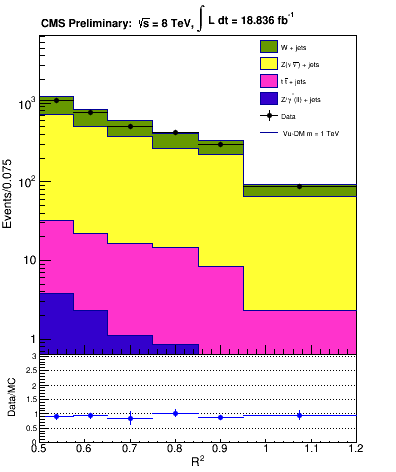 CMS Preliminary: √s = 8 TeV, ∫ L dt = 18.836 fb⁻¹
W + jets
Z(ν ν̄) + jets
t t̄ + jets
Z/γ*(ll) + jets
Data
Vu-DM m = 1 TeV
Events/0.075
10³
10²
10
1
Data/MC
3
2.5
2
1.5
1
0.5
0
0.5 0.6 0.7 0.8 0.9 1 1.1 1.2
R²